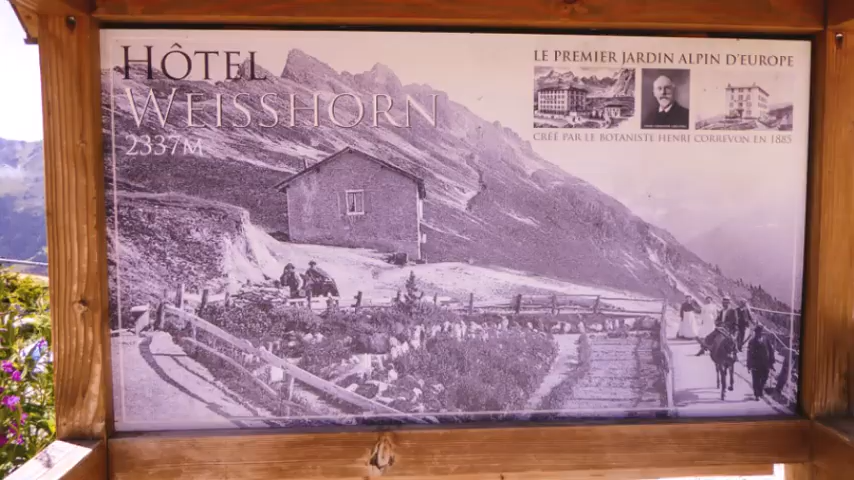 HÔTEL
WEISSHORN
2337M
LE PREMIER JARDIN ALPIN D'EUROPE
CRÉÉ PAR LE BOTANISTE HENRI CORREVON EN 1885